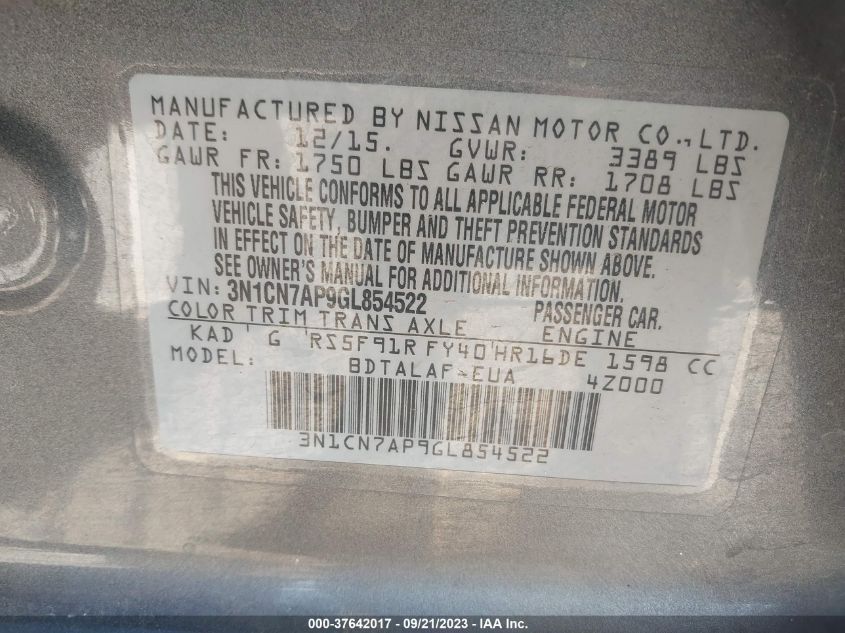 MANUFACTURED BY NISSAN MOTOR CO., LTD.
DATE: 12/15. GVWR: 3389 LBS
GAWR FR: 1750 LBS GAWR RR: 1708 LBS
THIS VEHICLE CONFORMS TO ALL APPLICABLE FEDERAL MOTOR
VEHICLE SAFETY, BUMPER AND THEFT PREVENTION STANDARDS
IN EFFECT ON THE DATE OF MANUFACTURE SHOWN ABOVE.
SEE OWNER'S MANUAL FOR ADDITIONAL INFORMATION.
VIN: 3N1CN7AP9GL854522 PASSENGER CAR.
COLOR TRIM TRANS AXLE ENGINE
KAD G RS5F91R FY40 HR16DE 1598 CC
MODEL: BDTALAF-EUA 4Z000
3N1CN7AP9GL854522
000-37642017 - 09/21/2023 - IAA, Inc.